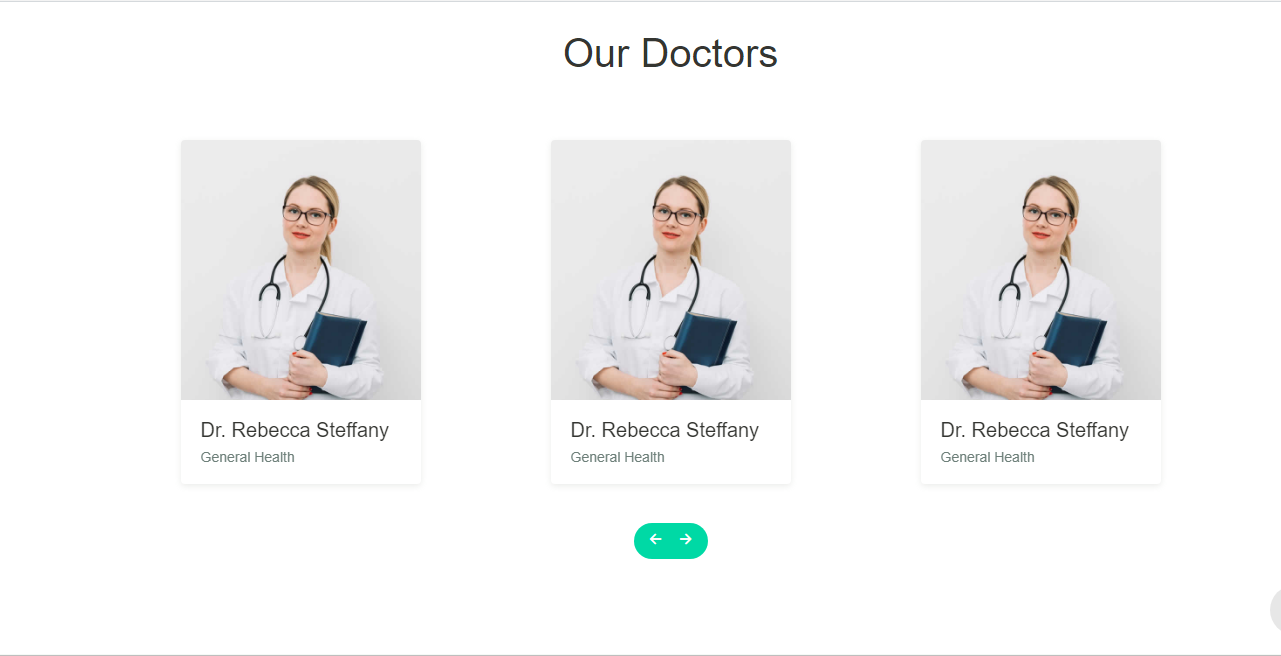 Our Doctors
Dr. Rebecca Steffany
General Health
Dr. Rebecca Steffany
General Health
Dr. Rebecca Steffany
General Health